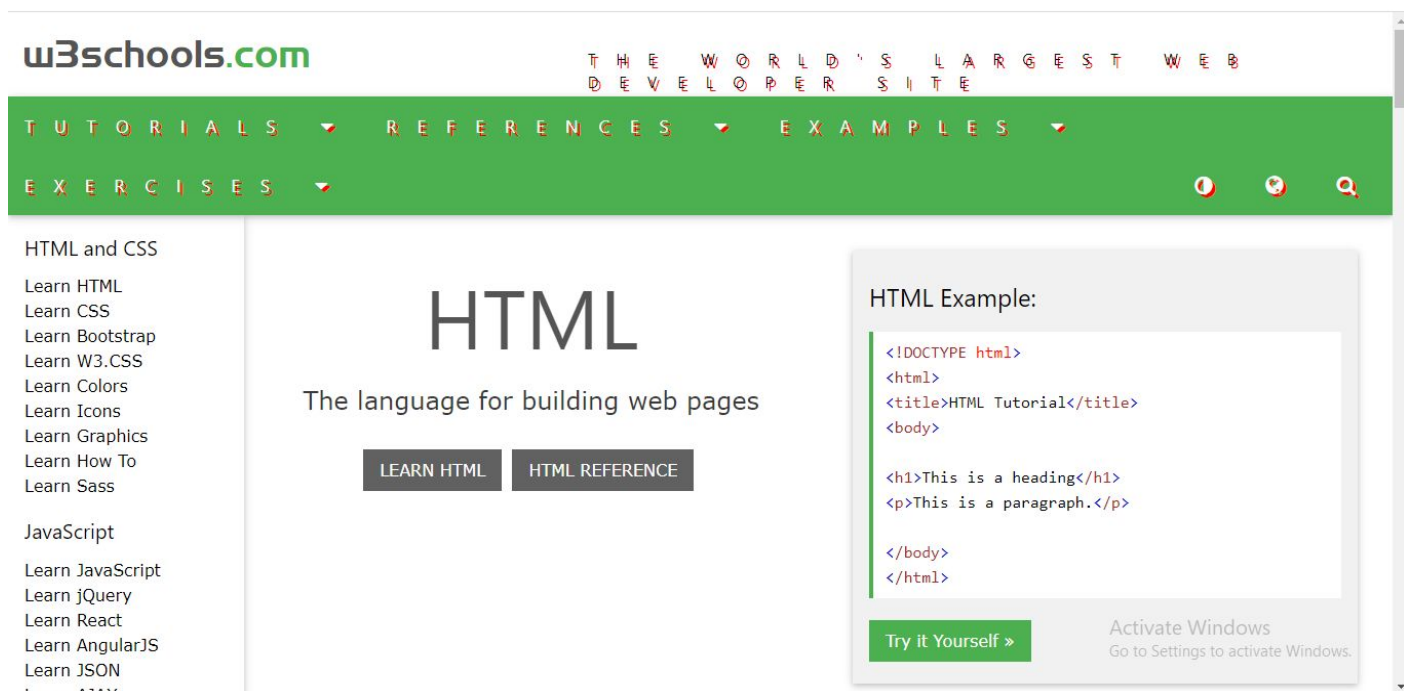 w3schools.com
THE WORLD'S LARGEST WEB
DEVELOPER SITE
TUTORIALS REFERENCES EXAMPLES
EXERCISES
HTML and CSS
Learn HTML
Learn CSS
Learn Bootstrap
Learn W3.CSS
Learn Colors
Learn Icons
Learn Graphics
Learn How To
Learn Sass
JavaScript
Learn JavaScript
Learn jQuery
Learn React
Learn AngularJS
Learn JSON
HTML
The language for building web pages
LEARN HTML HTML REFERENCE
HTML Example:
<!DOCTYPE html>
<html>
<title>HTML Tutorial</title>
<body>
<h1>This is a heading</h1>
<p>This is a paragraph.</p>
</body>
</html>
Try it Yourself »
Activate Windows
Go to Settings to activate Windows.